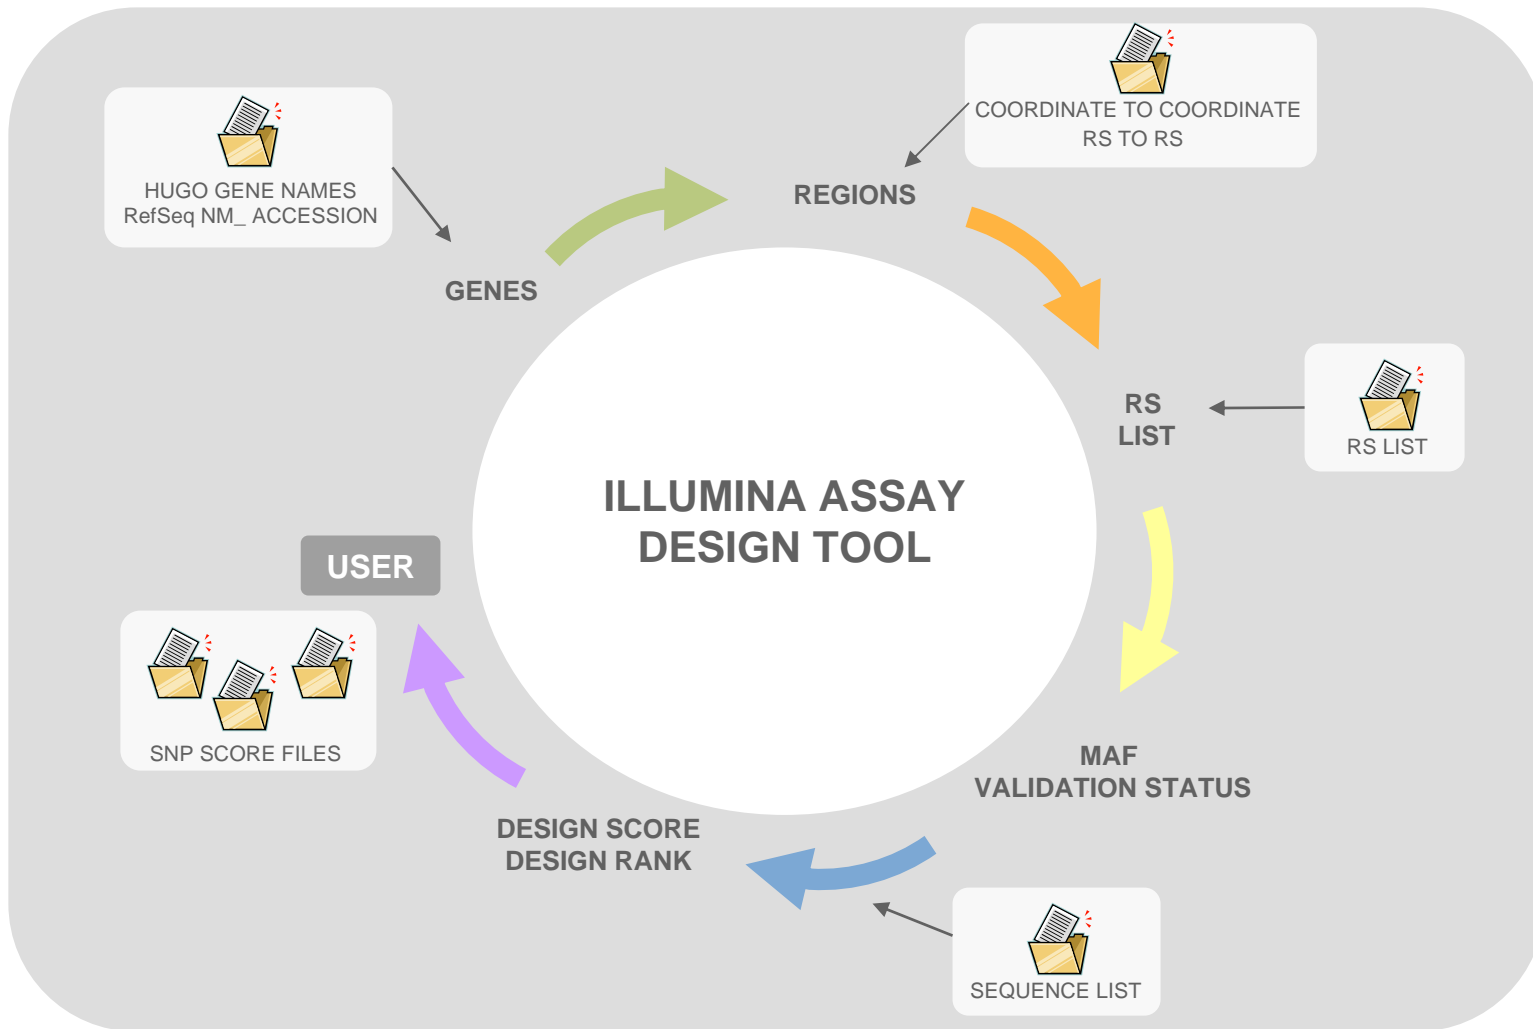 COORDINATE TO COORDINATE
RS TO RS
HUGO GENE NAMES
RefSeq NM_ ACCESSION
REGIONS
GENES
RS
LIST
RS LIST
ILLUMINA ASSAY
DESIGN TOOL
USER
SNP SCORE FILES
MAF
VALIDATION STATUS
DESIGN SCORE
DESIGN RANK
SEQUENCE LIST